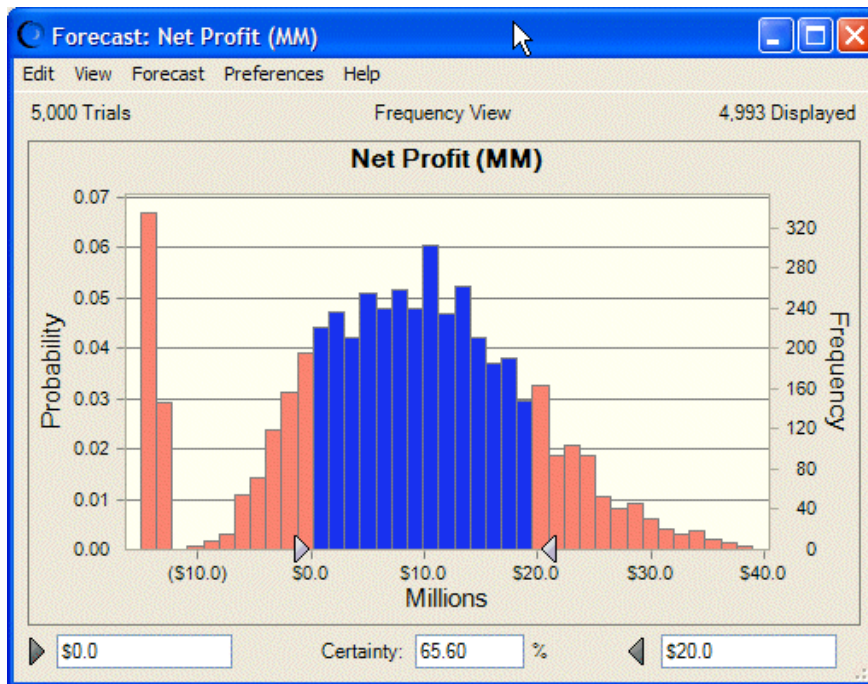 Forecast: Net Profit (MM)
Edit View Forecast Preferences Help
5,000 Trials Frequency View 4,993 Displayed
Net Profit (MM)
0.07
0.06
0.05
0.04
0.03
0.02
0.01
0.00
Probability
320
280
240
200
160
120
80
40
0
Frequency
($10.0) $0.0 $10.0 $20.0 $30.0 $40.0
Millions
$0.0 Certainty: 65.60 % $20.0